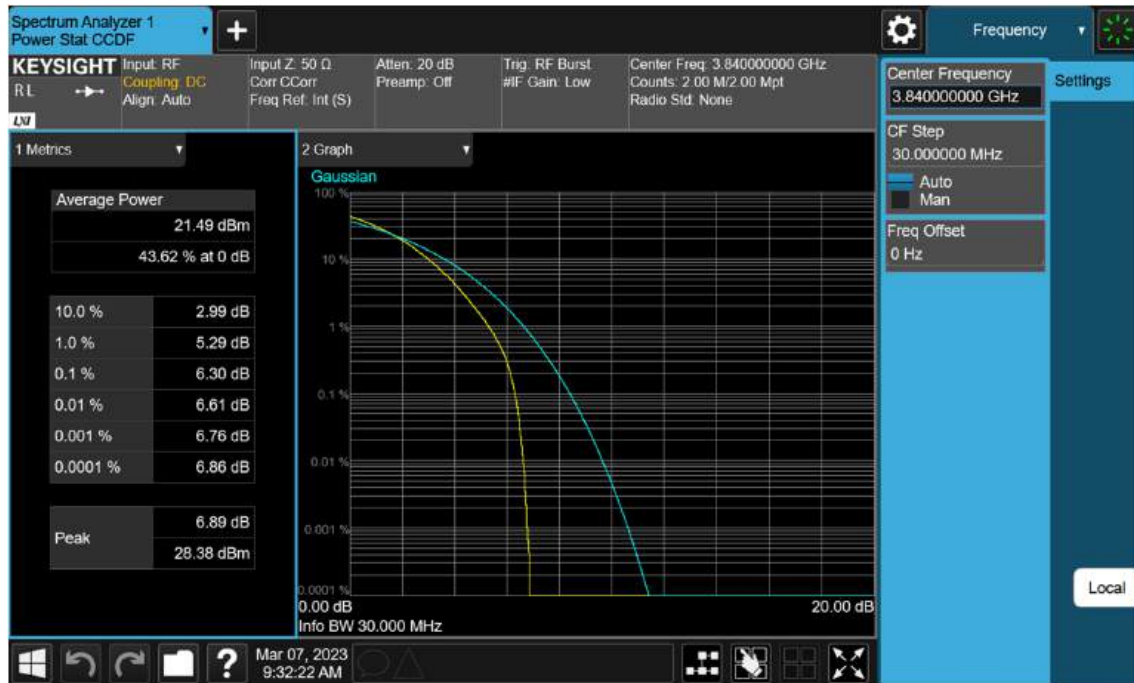 Spectrum Analyzer 1
Power Stat CCDF
+
Frequency
KEYSIGHT
RL
LXI
Input: RF
Coupling: DC
Align: Auto
Input Z: 50 Ω
Corr CCorr
Freq Ref: Int (S)
Atten: 20 dB
Preamp: Off
Trig: RF Burst
#IF Gain: Low
Center Freq: 3.840000000 GHz
Counts: 2.00 M/2.00 Mpt
Radio Std: None
Center Frequency
3.840000000 GHz
Settings
CF Step
30.000000 MHz
Auto
Man
Freq Offset
0 Hz
1 Metrics
Average Power
21.49 dBm
43.62 % at 0 dB
10.0 % 2.99 dB
1.0 % 5.29 dB
0.1 % 6.30 dB
0.01 % 6.61 dB
0.001 % 6.76 dB
0.0001 % 6.86 dB
Peak
6.89 dB
28.38 dBm
2 Graph
Gaussian
100 %
10 %
1 %
0.1 %
0.01 %
0.001 %
0.0001 %
0.00 dB 20.00 dB
Info BW 30.000 MHz
Local
?
Mar 07, 2023
9:32:22 AM